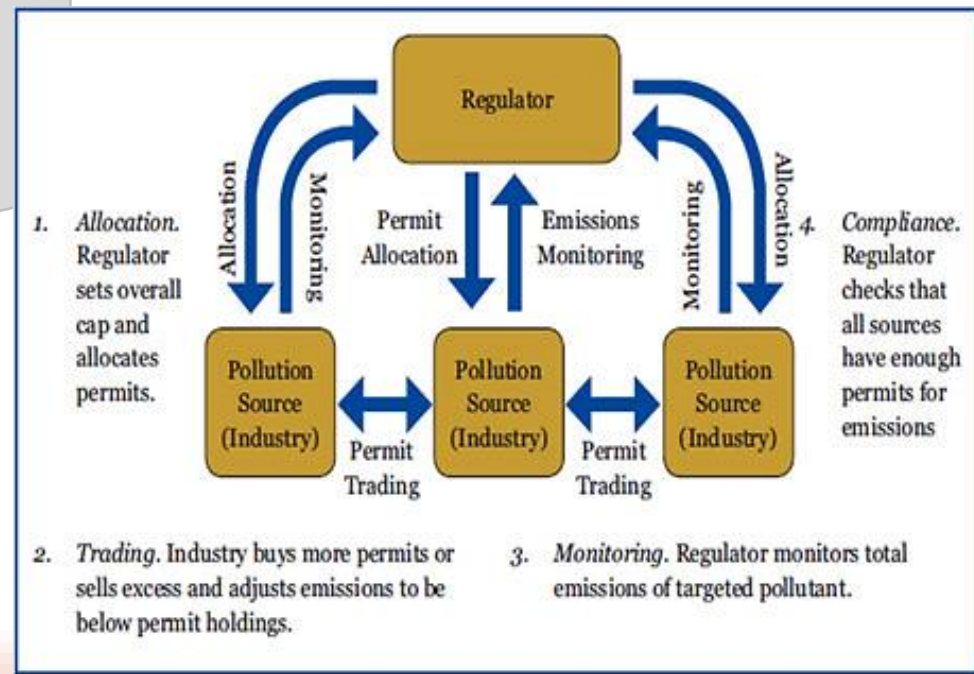 Regulator
Allocation
Monitoring
Permit
Allocation
Emissions
Monitoring
Monitoring
Allocation
1. Allocation.
Regulator
sets overall
cap and
allocates
permits.
4. Compliance.
Regulator
checks that
all sources
have enough
permits for
emissions
Pollution
Source
(Industry)
Permit
Trading
Pollution
Source
(Industry)
Permit
Trading
Pollution
Source
(Industry)
2. Trading. Industry buys more permits or
sells excess and adjusts emissions to be
below permit holdings.
3. Monitoring. Regulator monitors total
emissions of targeted pollutant.